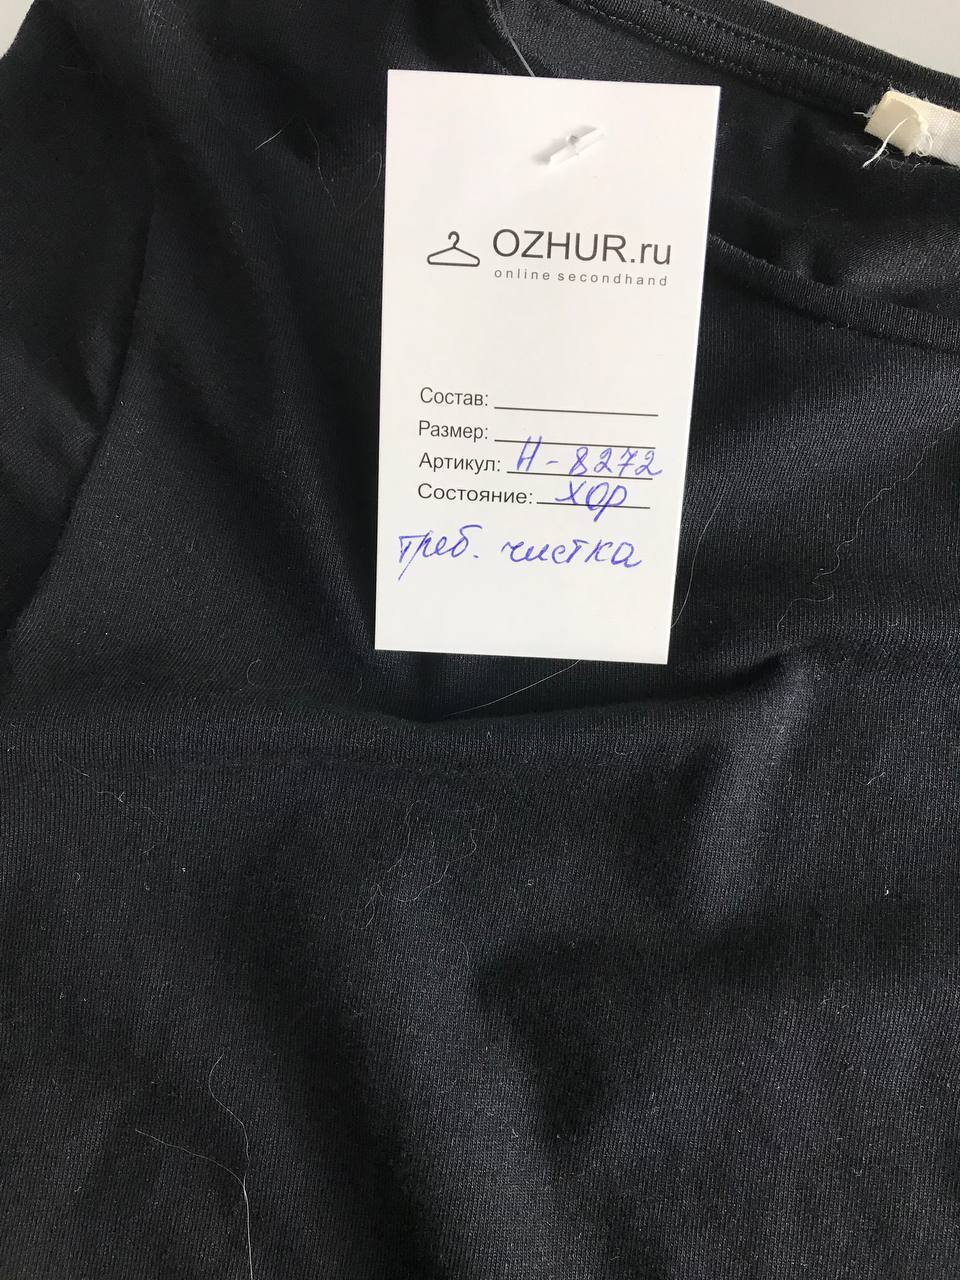 OZHUR.ru
online secondhand
Состав:
Размер:
Артикул: Н-8272
Состояние: хор
треб. чистка